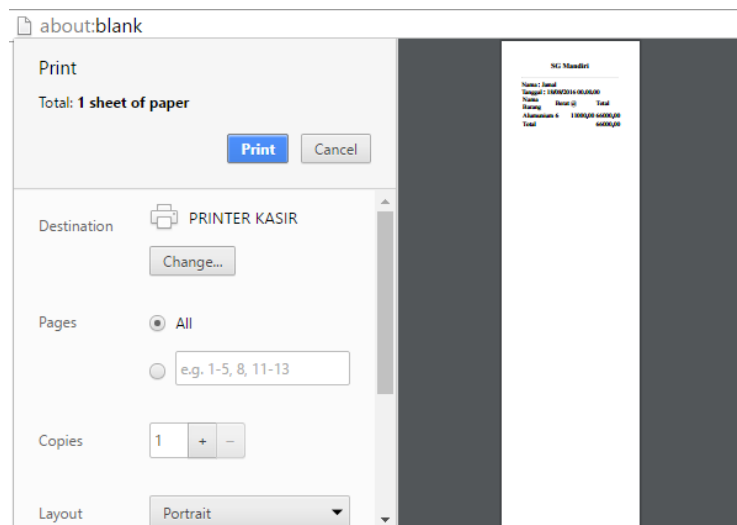 about:blank
Print
Total: 1 sheet of paper
Print Cancel
Destination PRINTER KASIR
Change...
Pages All
e.g. 1-5, 8, 11-13
Copies 1 + -
Layout Portrait
SG Mandiri
Nama : Jamal
Tanggal : 18/08/2016 00.00.00
Nama Barang Berat @ Total
Alumunium 6 11000,00 66000,00
Total 66000,00